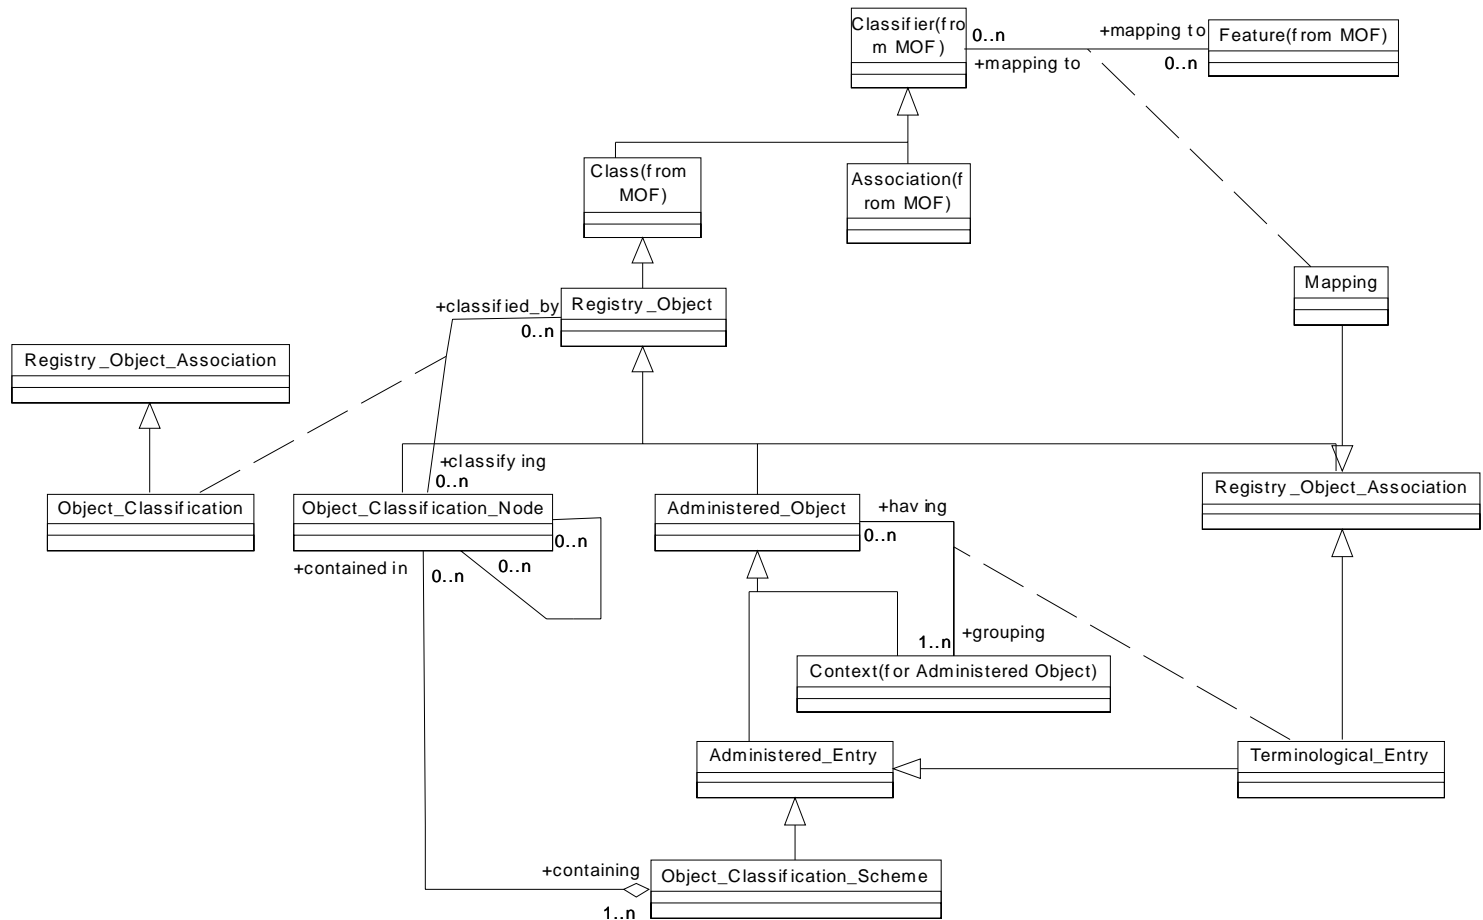 Classifier(fro
m MOF)
0..n
+mapping to
+mapping to
0..n
Feature(from MOF)
Class(from
MOF)
Association(f
rom MOF)
Mapping
+classified_by
0..n
Registry_Object
Registry_Object_Association
+classifying
0..n
Object_Classification
Object_Classification_Node
0..n
0..n
+contained in
0..n
Administered_Object
+having
0..n
Registry_Object_Association
+grouping
1..n
Context(for Administered Object)
Administered_Entry
Terminological_Entry
+containing
1..n
Object_Classification_Scheme